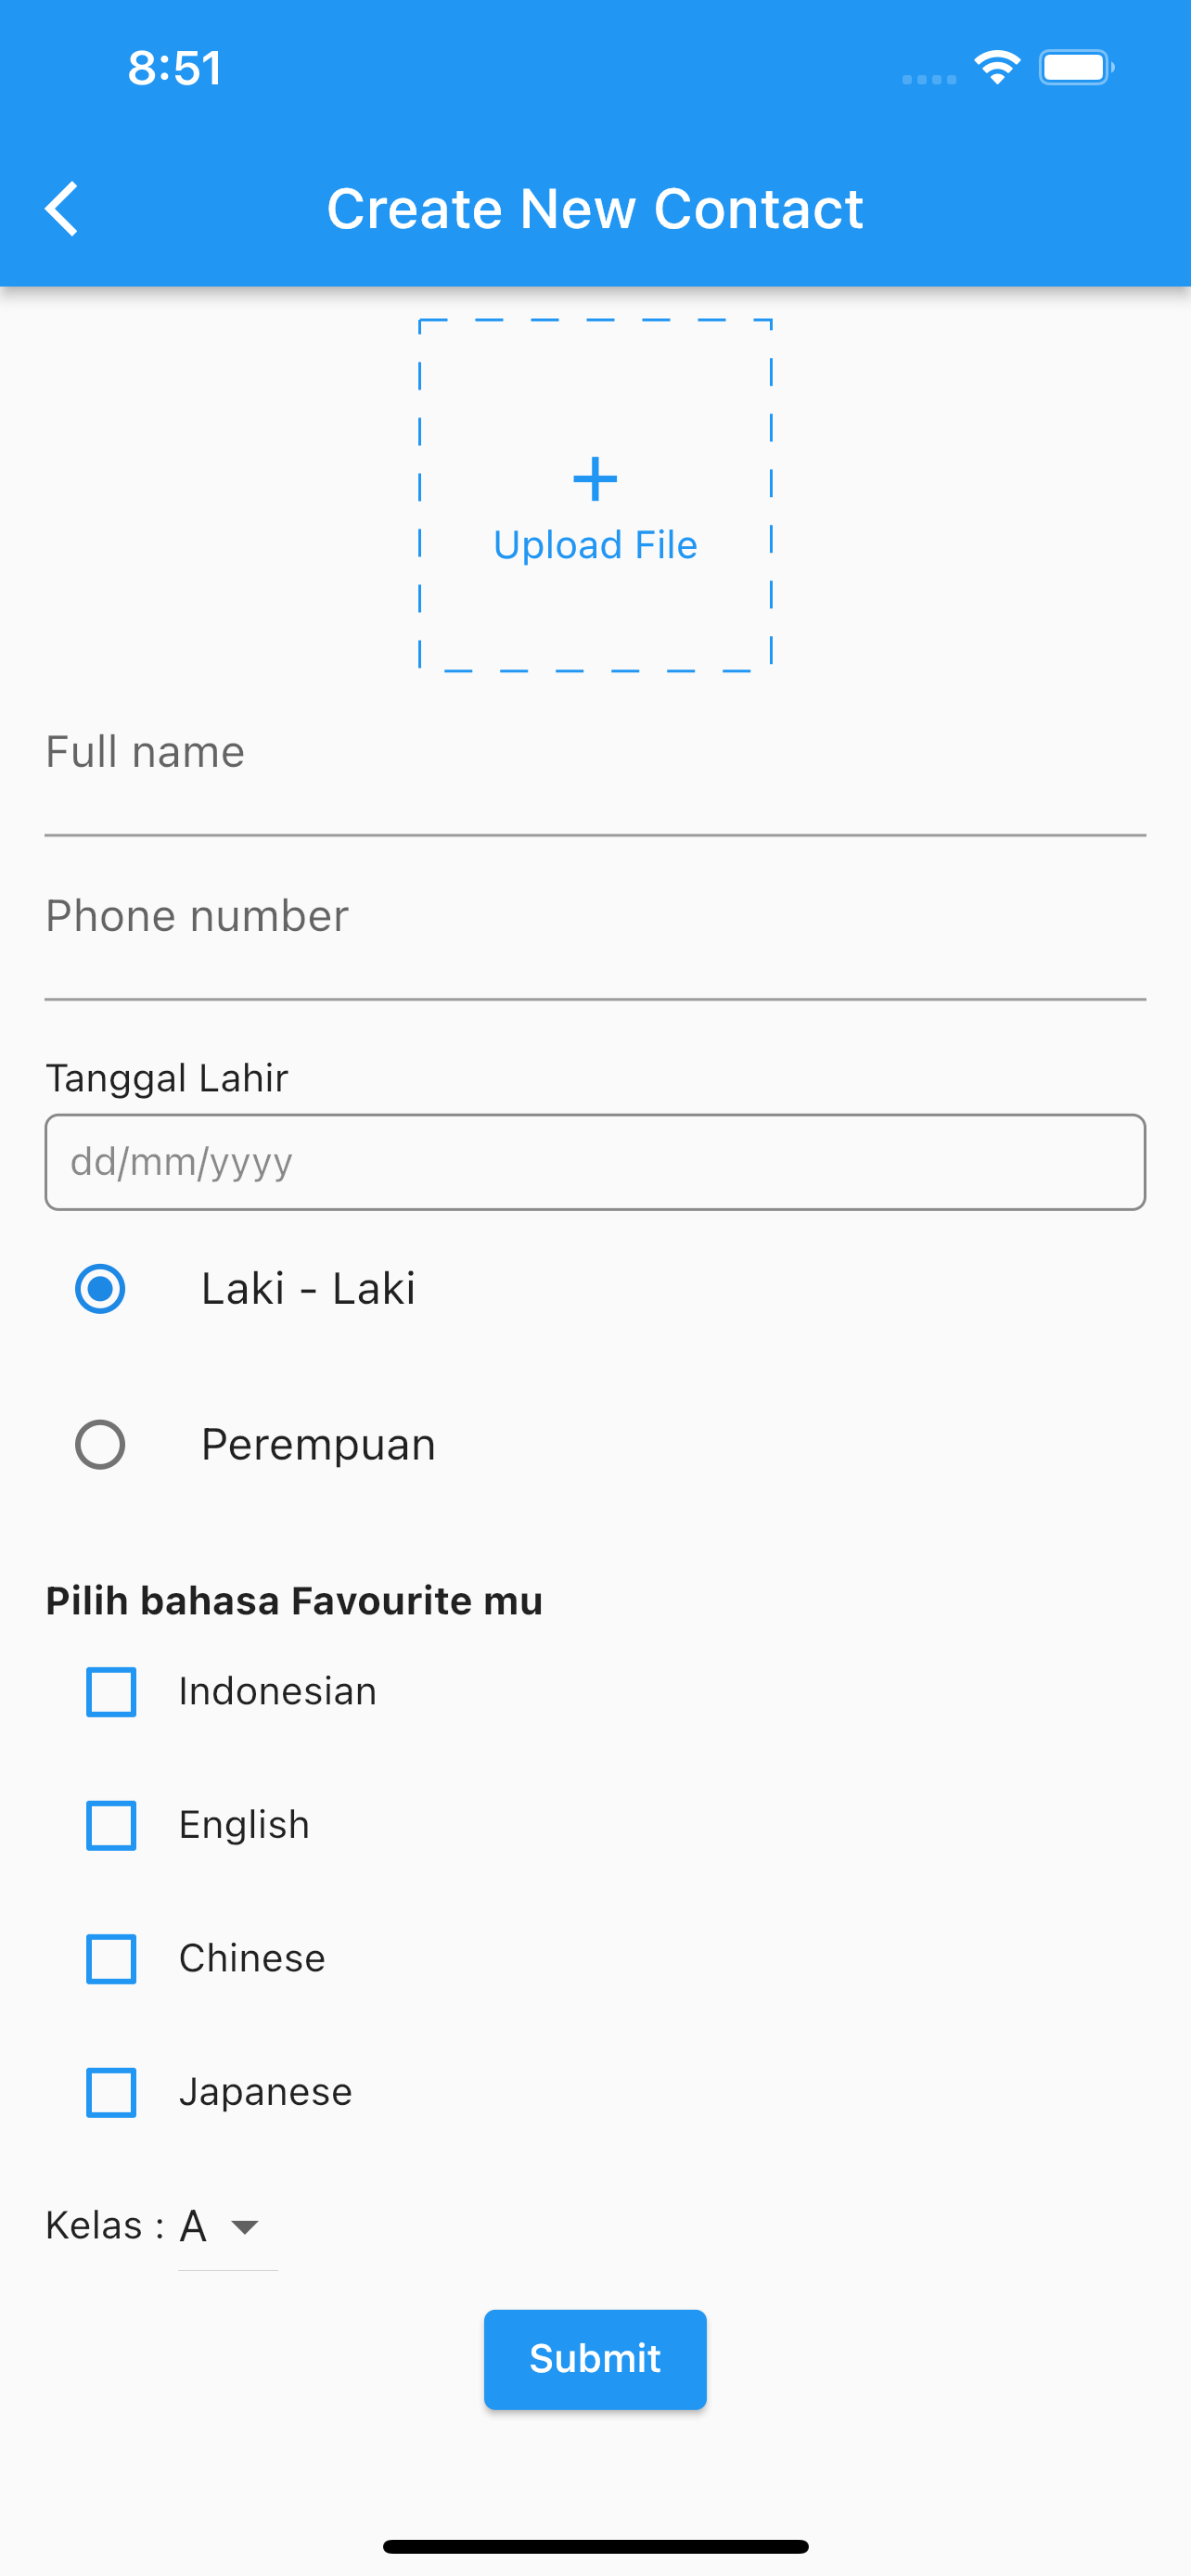 8:51
Create New Contact
Upload File
Full name
Phone number
Tanggal Lahir
dd/mm/yyyy
Laki - Laki
Perempuan
Pilih bahasa Favourite mu
Indonesian
English
Chinese
Japanese
Kelas : A
Submit